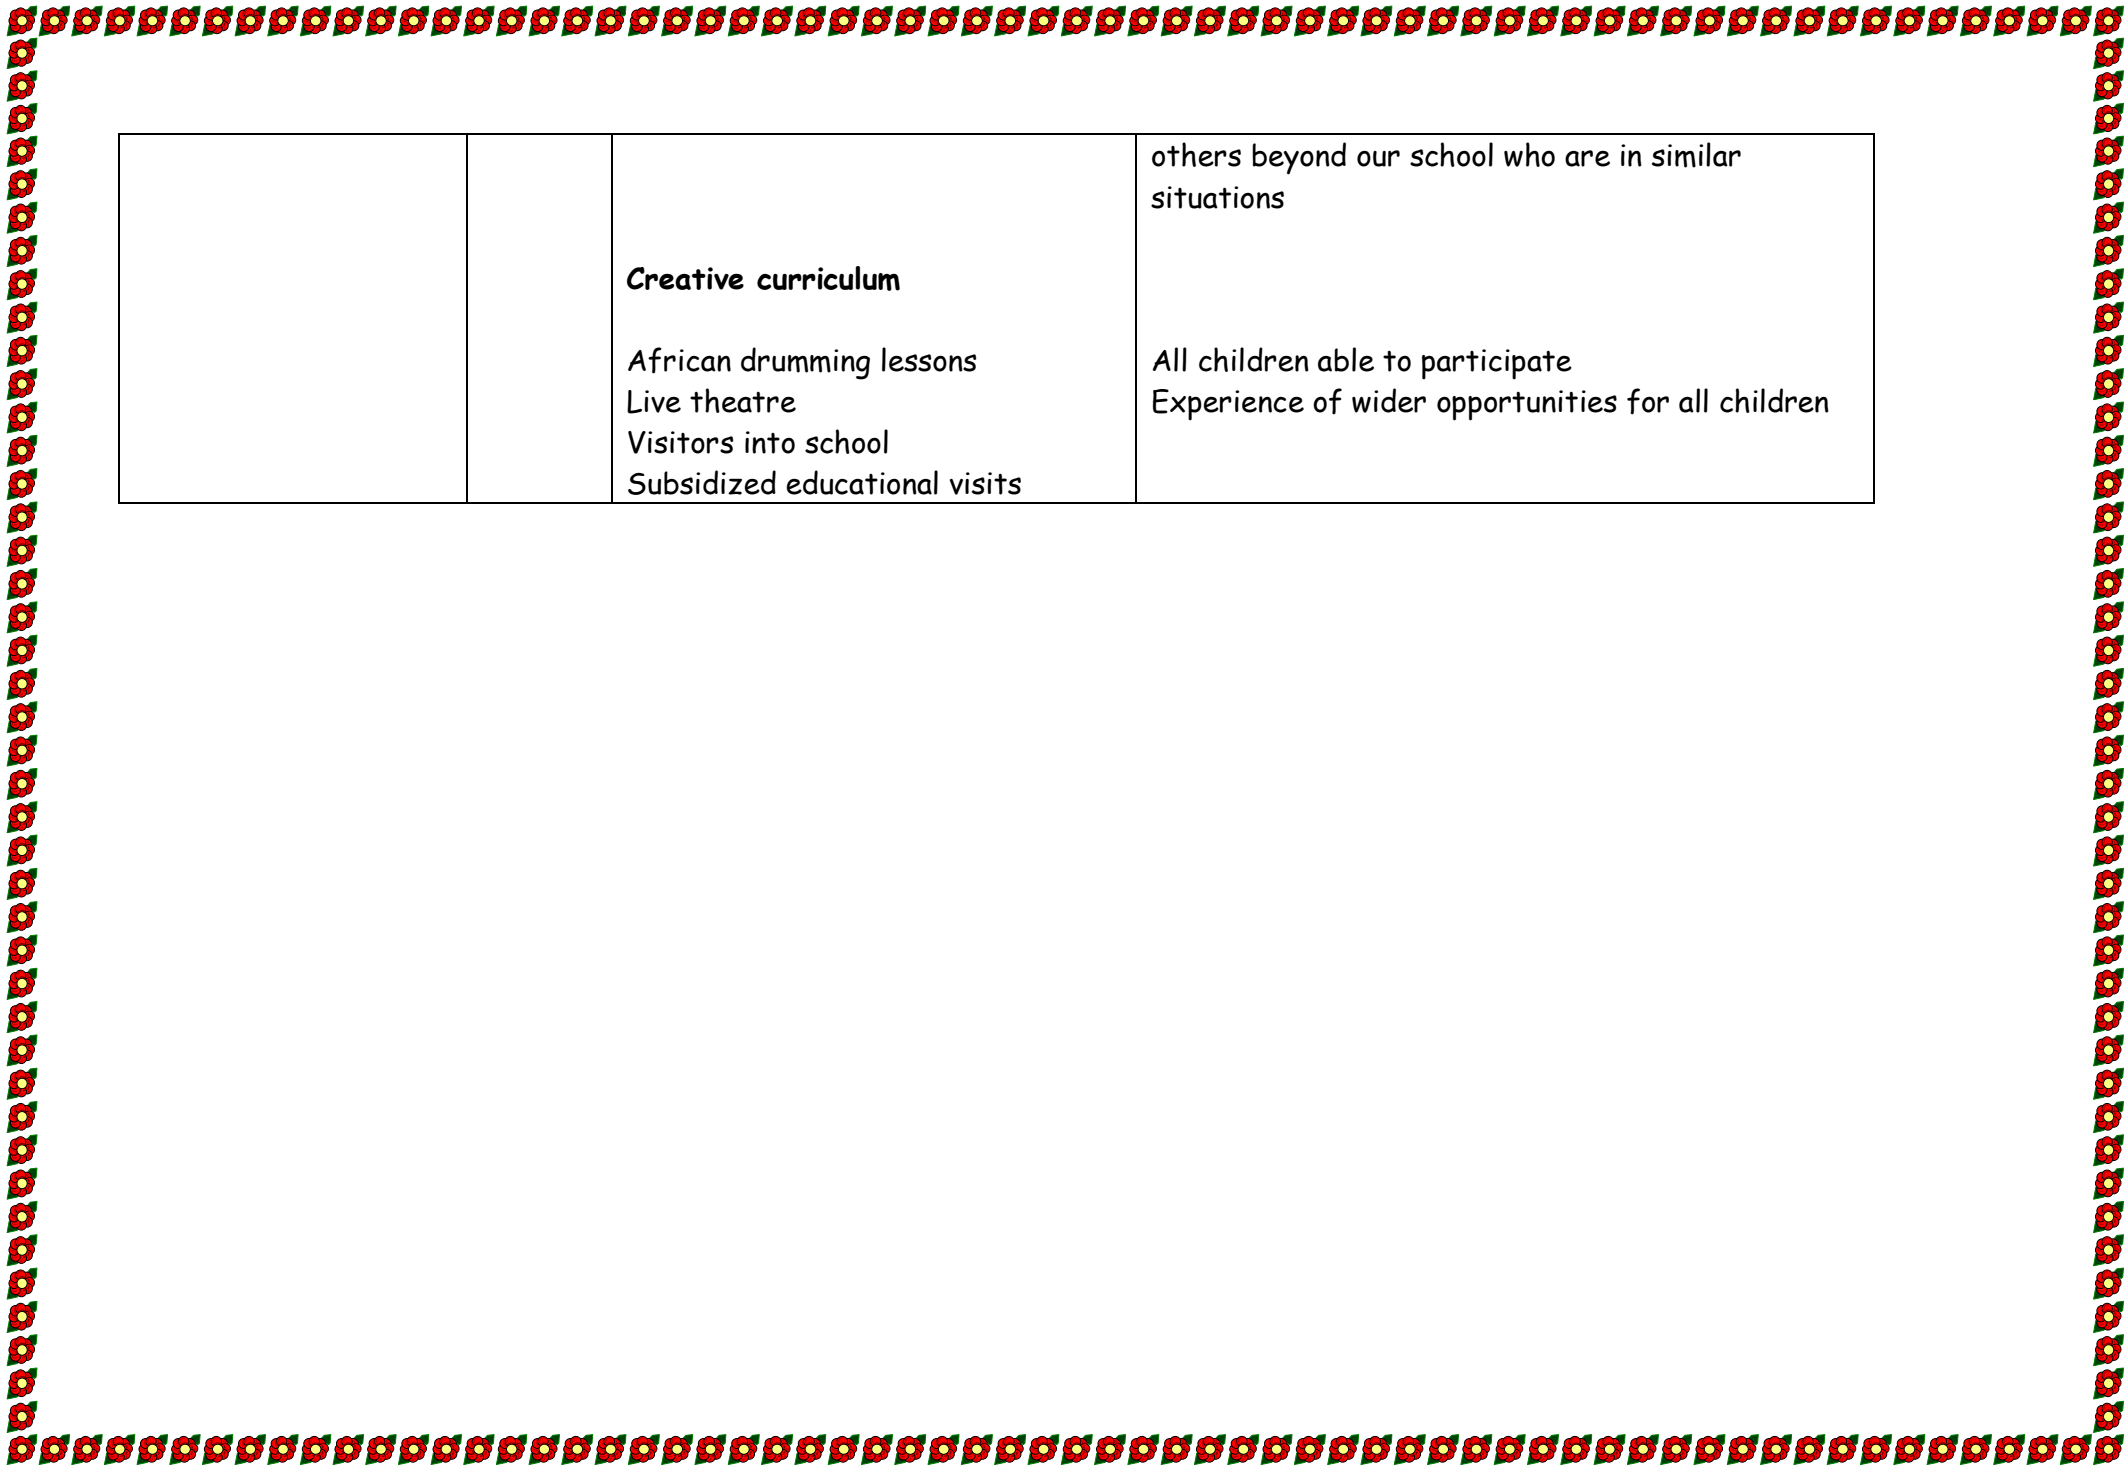 others beyond our school who are in similar
situations
Creative curriculum
African drumming lessons
Live theatre
Visitors into school
Subsidized educational visits
All children able to participate
Experience of wider opportunities for all children